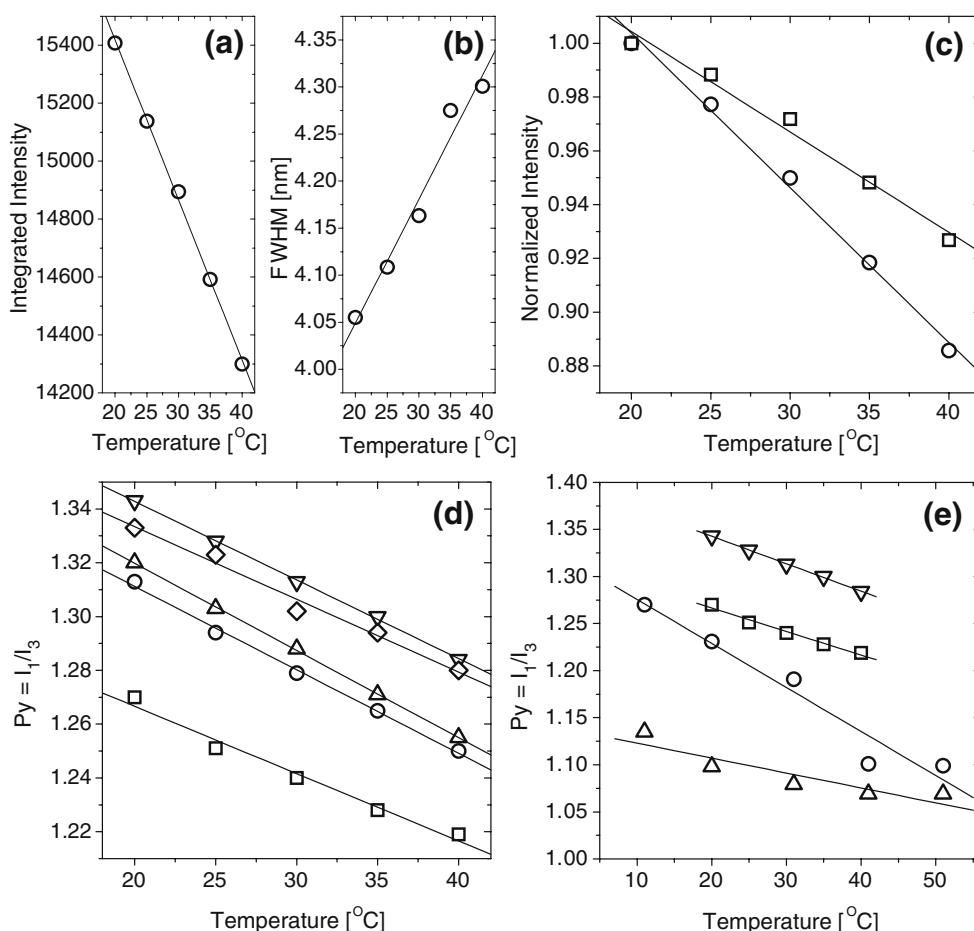 (a)
Integrated Intensity
15400
15200
15000
14800
14600
14400
14200
20 25 30 35 40
Temperature [°C]
(b)
FWHM [nm]
4.35
4.30
4.25
4.20
4.15
4.10
4.05
4.00
20 25 30 35 40
Temperature [°C]
(c)
Normalized Intensity
1.00
0.98
0.96
0.94
0.92
0.90
0.88
20 25 30 35 40
Temperature [°C]
(d)
Py = I₁/I₃
1.34
1.32
1.30
1.28
1.26
1.24
1.22
20 25 30 35 40
Temperature [°C]
(e)
Py = I₁/I₃
1.40
1.35
1.30
1.25
1.20
1.15
1.10
1.05
1.00
10 20 30 40 50
Temperature [°C]